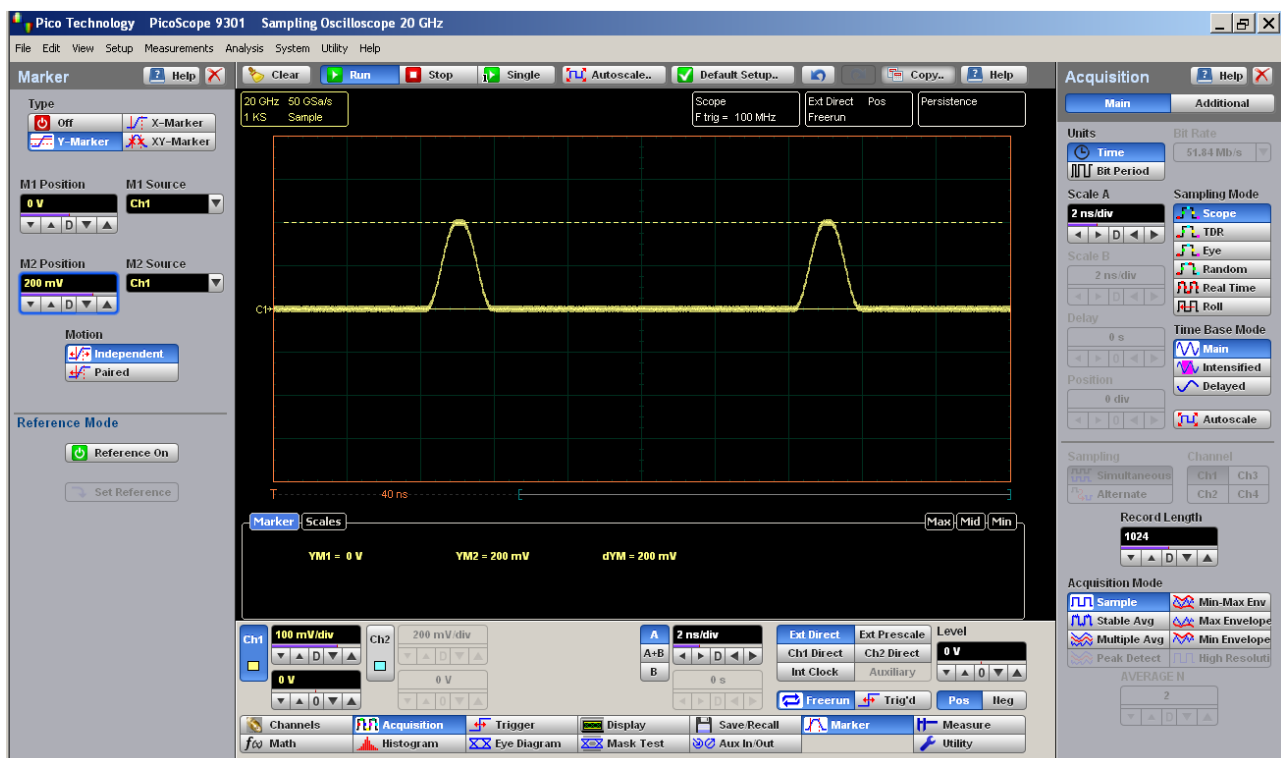 Pico Technology PicoScope 9301 Sampling Oscilloscope 20 GHz
File Edit View Setup Measurements Analysis System Utility Help
Marker Help
Type
Off X-Marker
Y-Marker XY-Marker
M1 Position M1 Source
0 V Ch1
D
M2 Position M2 Source
200 mV Ch1
D
Motion
Independent
Paired
Reference Mode
Reference On
Set Reference
Clear Run Stop Single Autoscale.. Default Setup.. Copy.. Help
20 GHz 50 GSa/s
1 KS Sample
Scope
F trig = 100 MHz
Ext Direct Pos
Freerun
Persistence
C1
T 40 ns
Marker Scales Max Mid Min
YM1 = 0 V YM2 = 200 mV dYM = 200 mV
Ch1 100 mV/div Ch2 200 mV/div A 2 ns/div Ext Direct Ext Prescale Level
D D A+B D Ch1 Direct Ch2 Direct 0 V
0 V 0 V B 0 s Int Clock Auxiliary 0
0 0 D Freerun Trig'd Pos Neg
Channels Acquisition Trigger Display Save/Recall Marker Measure
f(x) Math Histogram Eye Diagram Mask Test Aux In/Out Utility
Acquisition Help
Main Additional
Units Bit Rate
Time 51.84 Mb/s
Bit Period
Scale A Sampling Mode
2 ns/div Scope
D TDR
Scale B Eye
2 ns/div Random
D Real Time
Delay Roll
0 s Time Base Mode
0 Main
Position Intensified
0 div Delayed
0 Autoscale
Sampling Channel
Simultaneous Ch1 Ch3
Alternate Ch2 Ch4
Record Length
1024
D
Acquisition Mode
Sample Min-Max Env
Stable Avg Max Envelope
Multiple Avg Min Envelope
Peak Detect High Resoluti
AVERAGE N
2
D